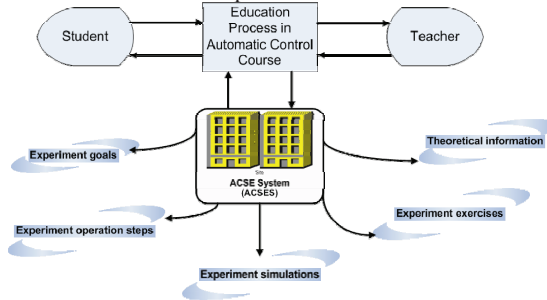 Student
Education
Process in
Automatic Control
Course
Teacher
Site
ACSE System
(ACSES)
Experiment goals
Theoretical information
Experiment operation steps
Experiment exercises
Experiment simulations